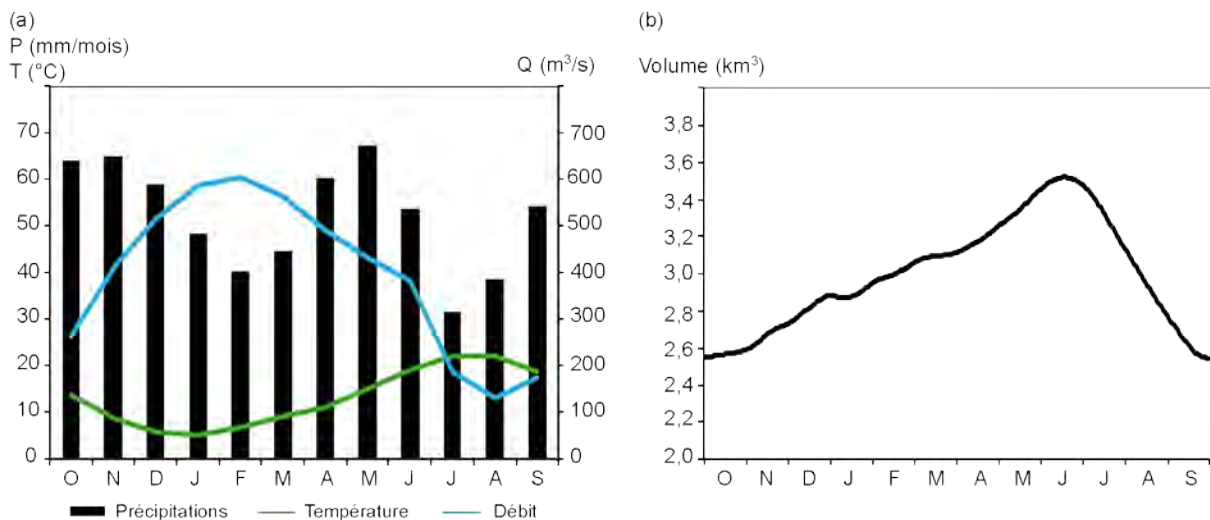 (a)
P (mm/mois)
T (°C)
Q (m³/s)
70
60
50
40
30
20
10
0
700
600
500
400
300
200
100
0
O N D J F M A M J J A S
Précipitations Température Débit
(b)
Volume (km³)
3,8
3,6
3,4
3,2
3,0
2,8
2,6
2,4
2,2
2,0
O N D J F M A M J J A S